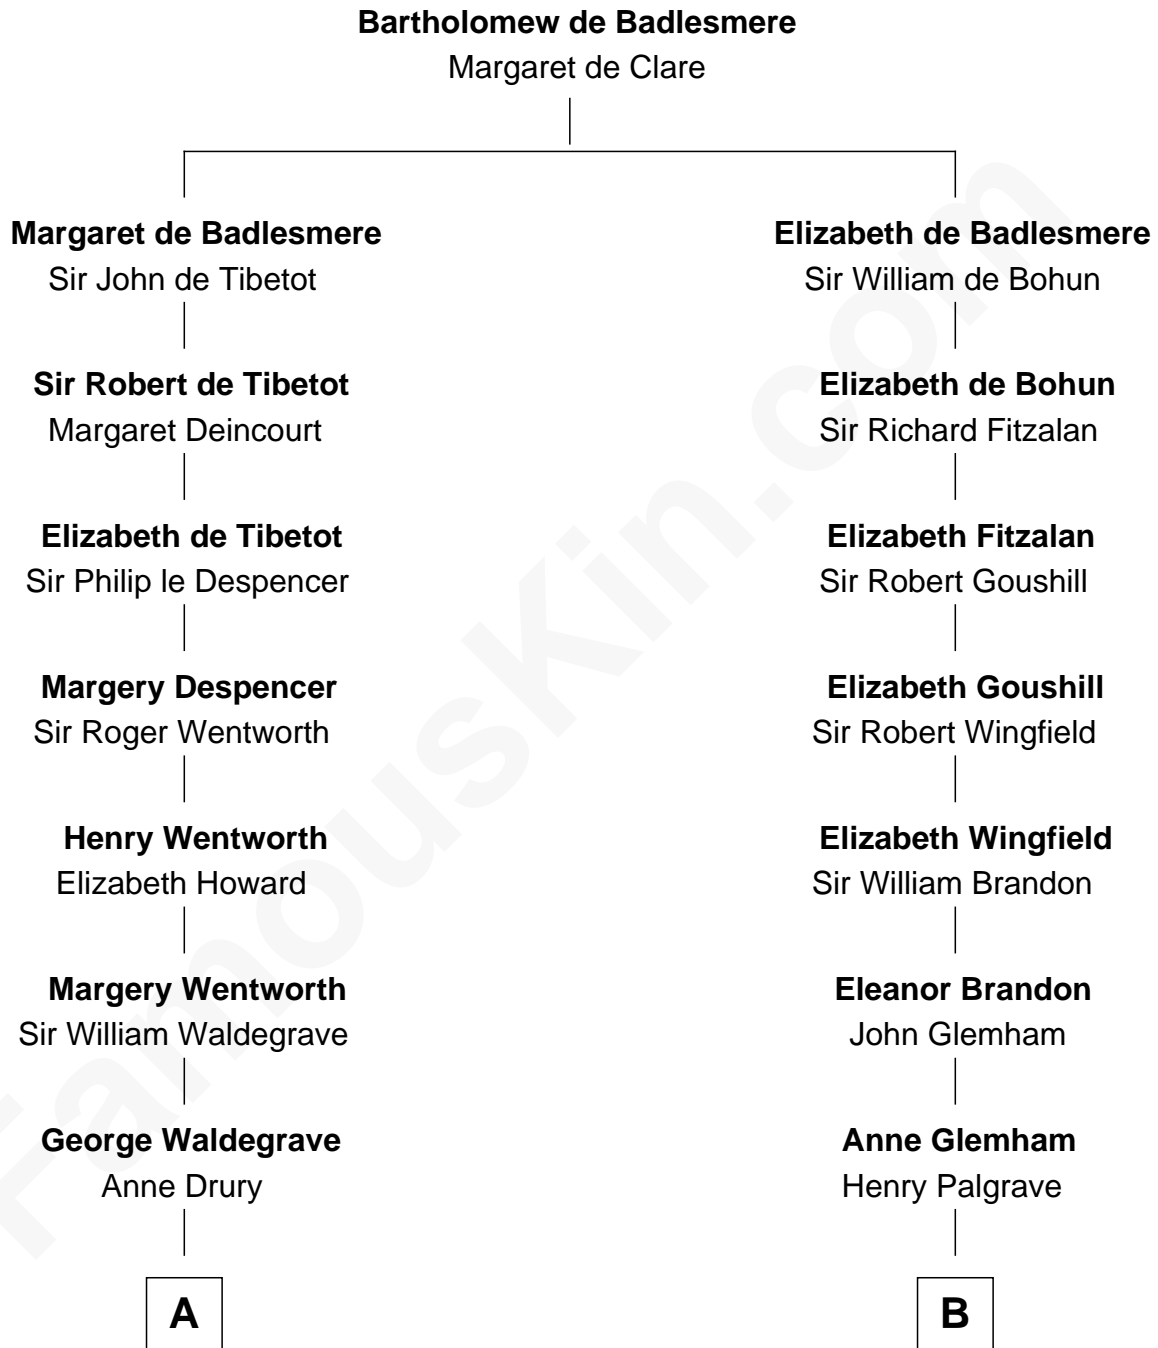 Bartholomew de Badlesmere
Margaret de Clare
Margaret de Badlesmere
Sir John de Tibetot
Elizabeth de Badlesmere
Sir William de Bohun
Sir Robert de Tibetot
Margaret Deincourt
Elizabeth de Bohun
Sir Richard Fitzalan
Elizabeth de Tibetot
Sir Philip le Despencer
Elizabeth Fitzalan
Sir Robert Goushill
Margery Despencer
Sir Roger Wentworth
Elizabeth Goushill
Sir Robert Wingfield
Henry Wentworth
Elizabeth Howard
Elizabeth Wingfield
Sir William Brandon
Margery Wentworth
Sir William Waldegrave
Eleanor Brandon
John Glemham
George Waldegrave
Anne Drury
Anne Glemham
Henry Palgrave
A
B
FamousKin.com